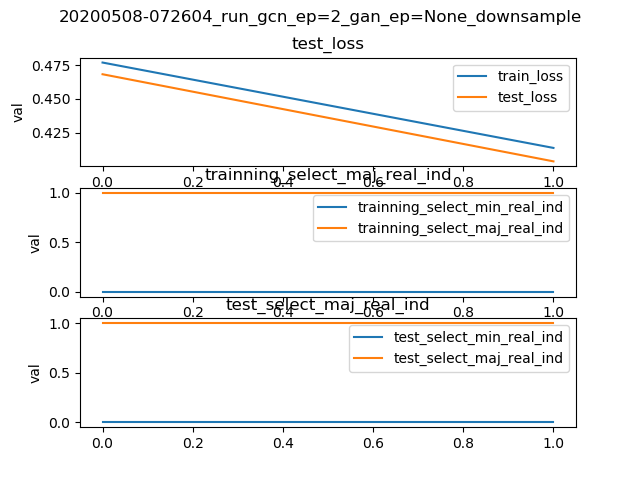 20200508-072604_run_gcn_ep=2_gan_ep=None_downsample
test_loss
0.475
0.450
0.425
val
train_loss
test_loss
0.0 0.2 0.4 0.6 0.8 1.0
trainning_select_maj_real_ind
1.0
0.5
0.0
val
trainning_select_min_real_ind
trainning_select_maj_real_ind
0.0 0.2 0.4 0.6 0.8 1.0
test_select_maj_real_ind
1.0
0.5
0.0
val
test_select_min_real_ind
test_select_maj_real_ind
0.0 0.2 0.4 0.6 0.8 1.0